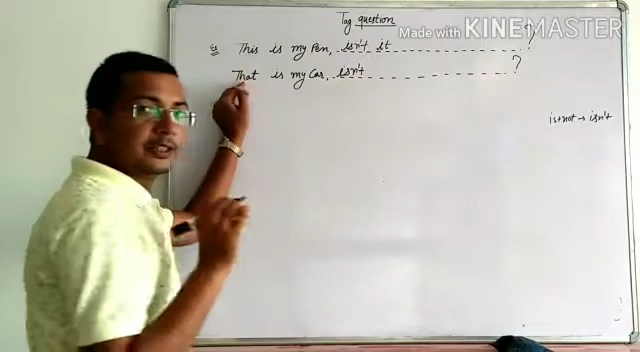 Tag question
Made with KINEMASTER
Ex This is my Pen, isn't it ?
That is my Car, isn't ?
is+not → isn't